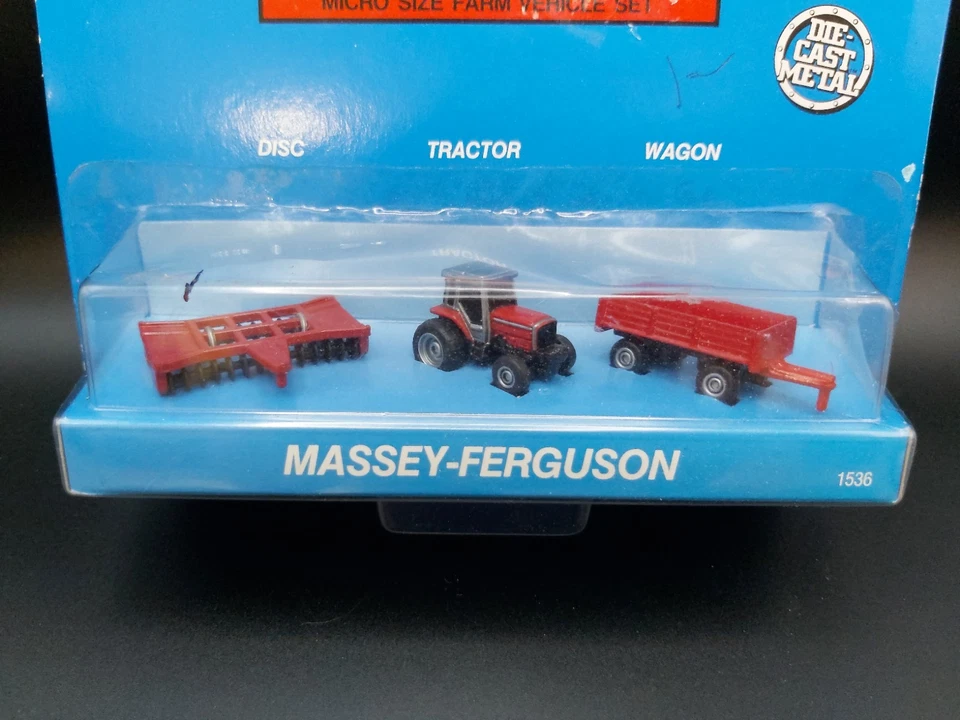 MICRO SIZE FARM VEHICLE SET
DIE-
CAST
METAL
DISC TRACTOR WAGON
MASSEY-FERGUSON
1536